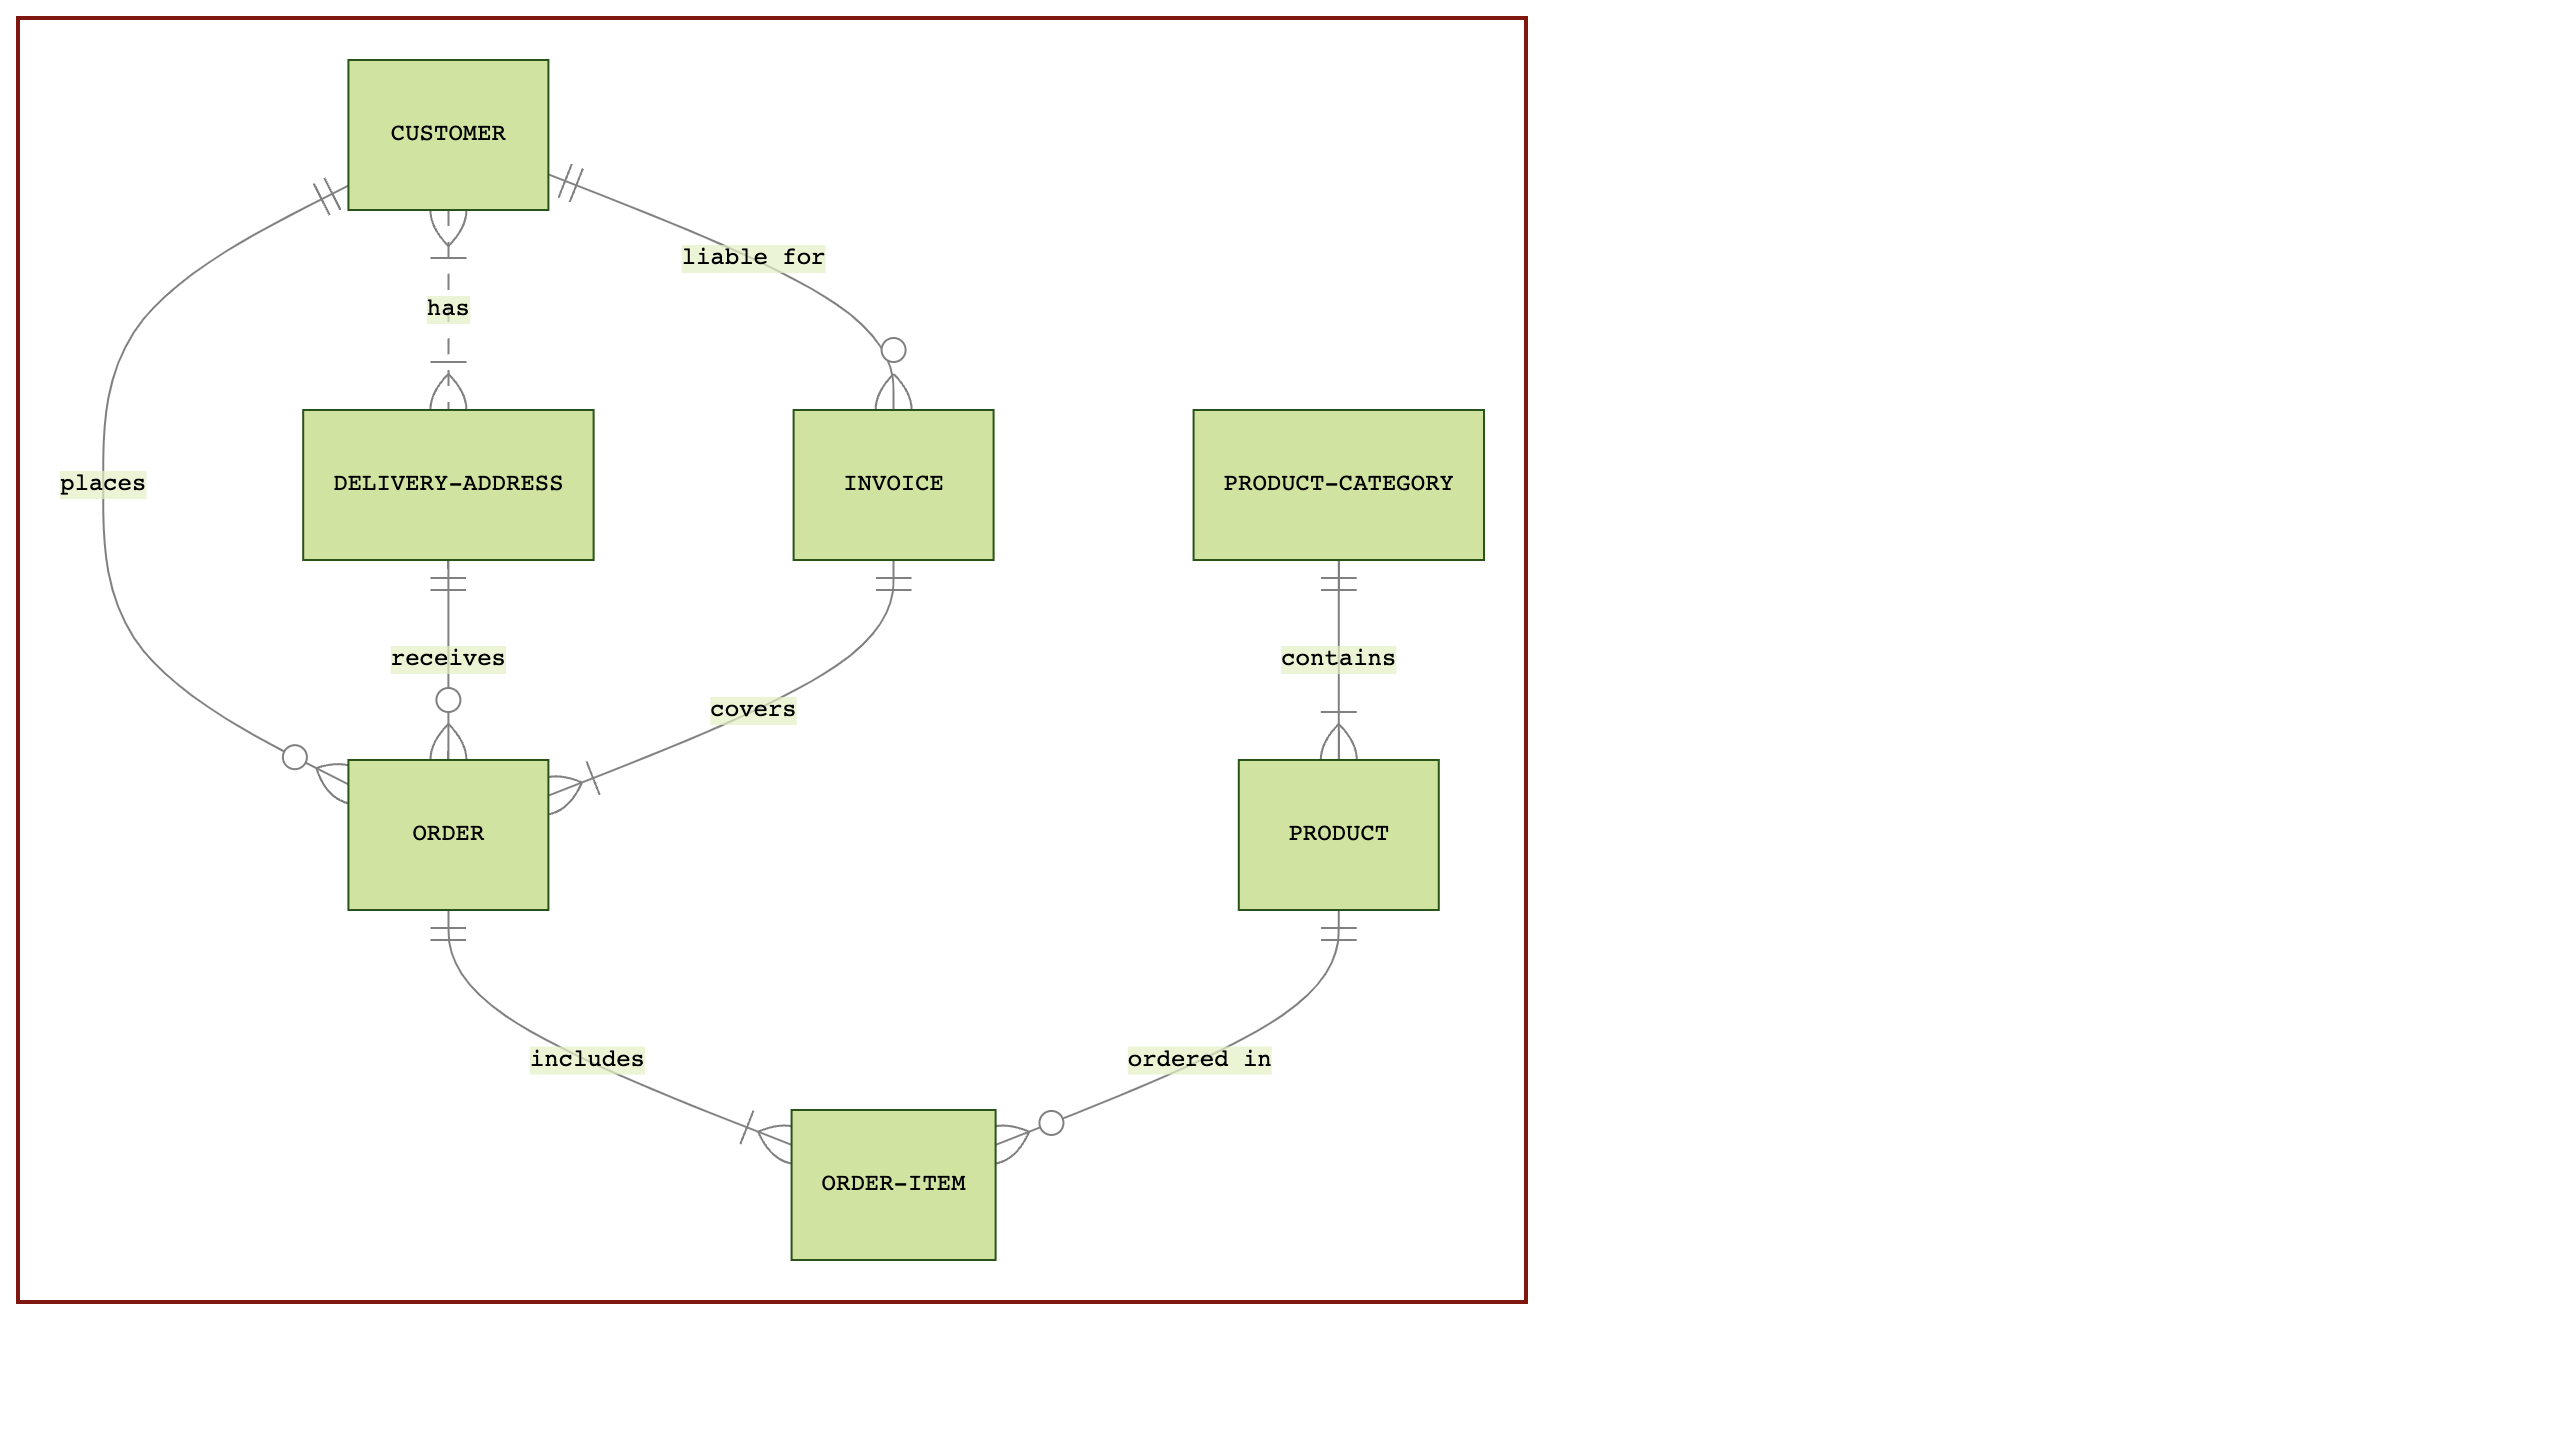 CUSTOMER
liable for
has
places
DELIVERY-ADDRESS
INVOICE
PRODUCT-CATEGORY
receives
contains
covers
ORDER
PRODUCT
includes
ordered in
ORDER-ITEM